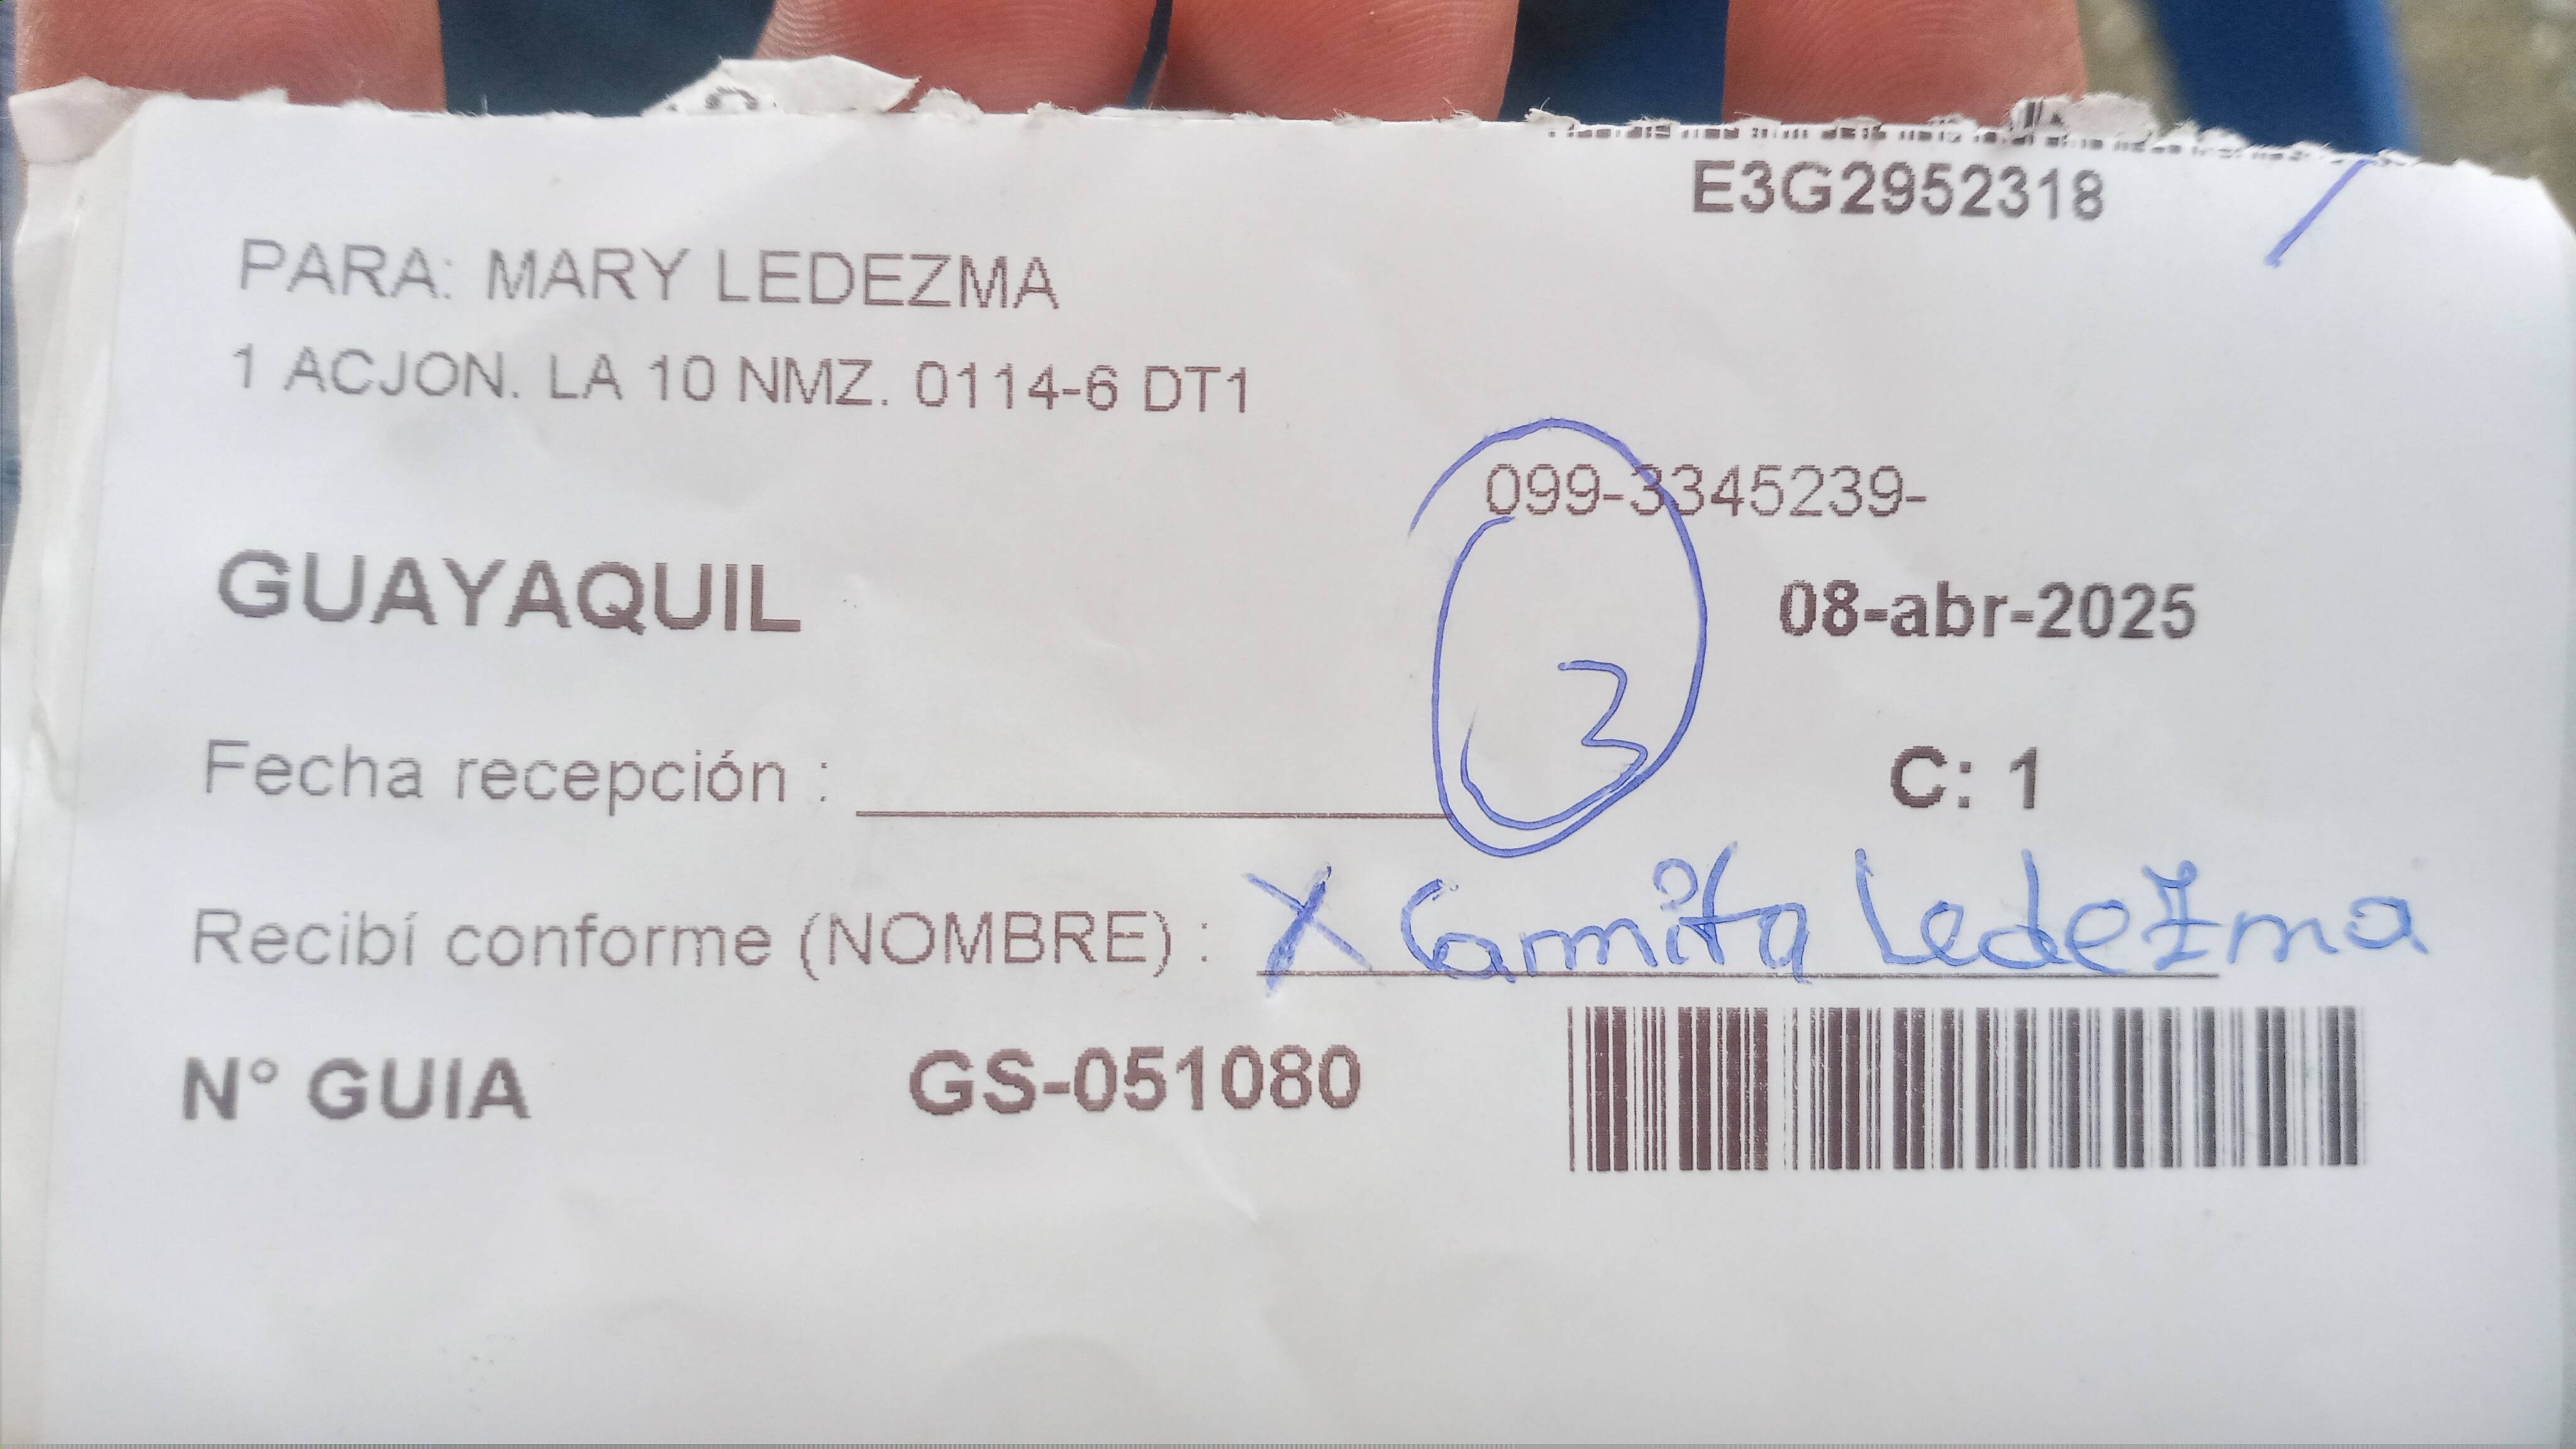 E3G2952318
PARA: MARY LEDEZMA
1 ACJON. LA 10 NMZ. 0114-6 DT1
099-3345239-
GUAYAQUIL
08-abr-2025
3
Fecha recepción :
C: 1
Recibí conforme (NOMBRE) : X Carmita Ledezma
N° GUIA GS-051080